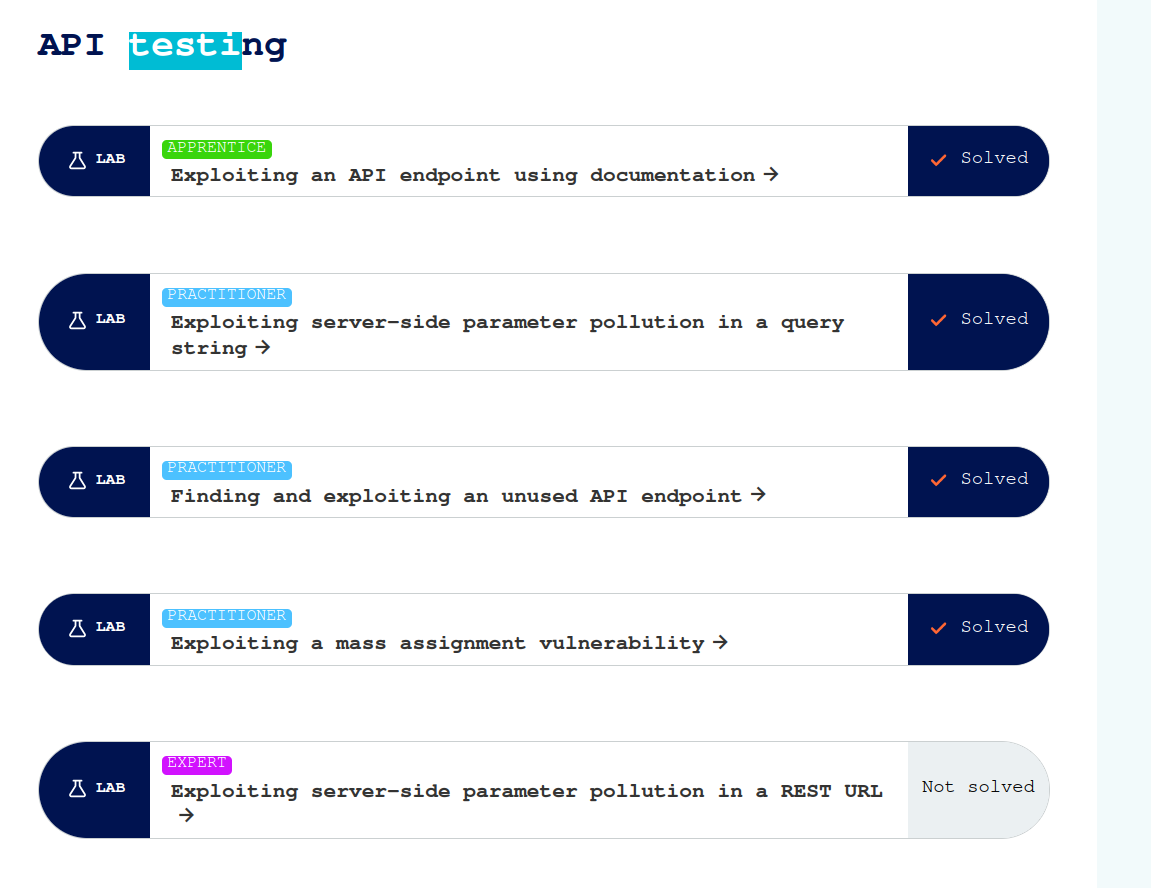 API testing
LAB
APPRENTICE
Exploiting an API endpoint using documentation →
Solved
LAB
PRACTITIONER
Exploiting server-side parameter pollution in a query
string →
Solved
LAB
PRACTITIONER
Finding and exploiting an unused API endpoint →
Solved
LAB
PRACTITIONER
Exploiting a mass assignment vulnerability →
Solved
LAB
EXPERT
Exploiting server-side parameter pollution in a REST URL
→
Not solved